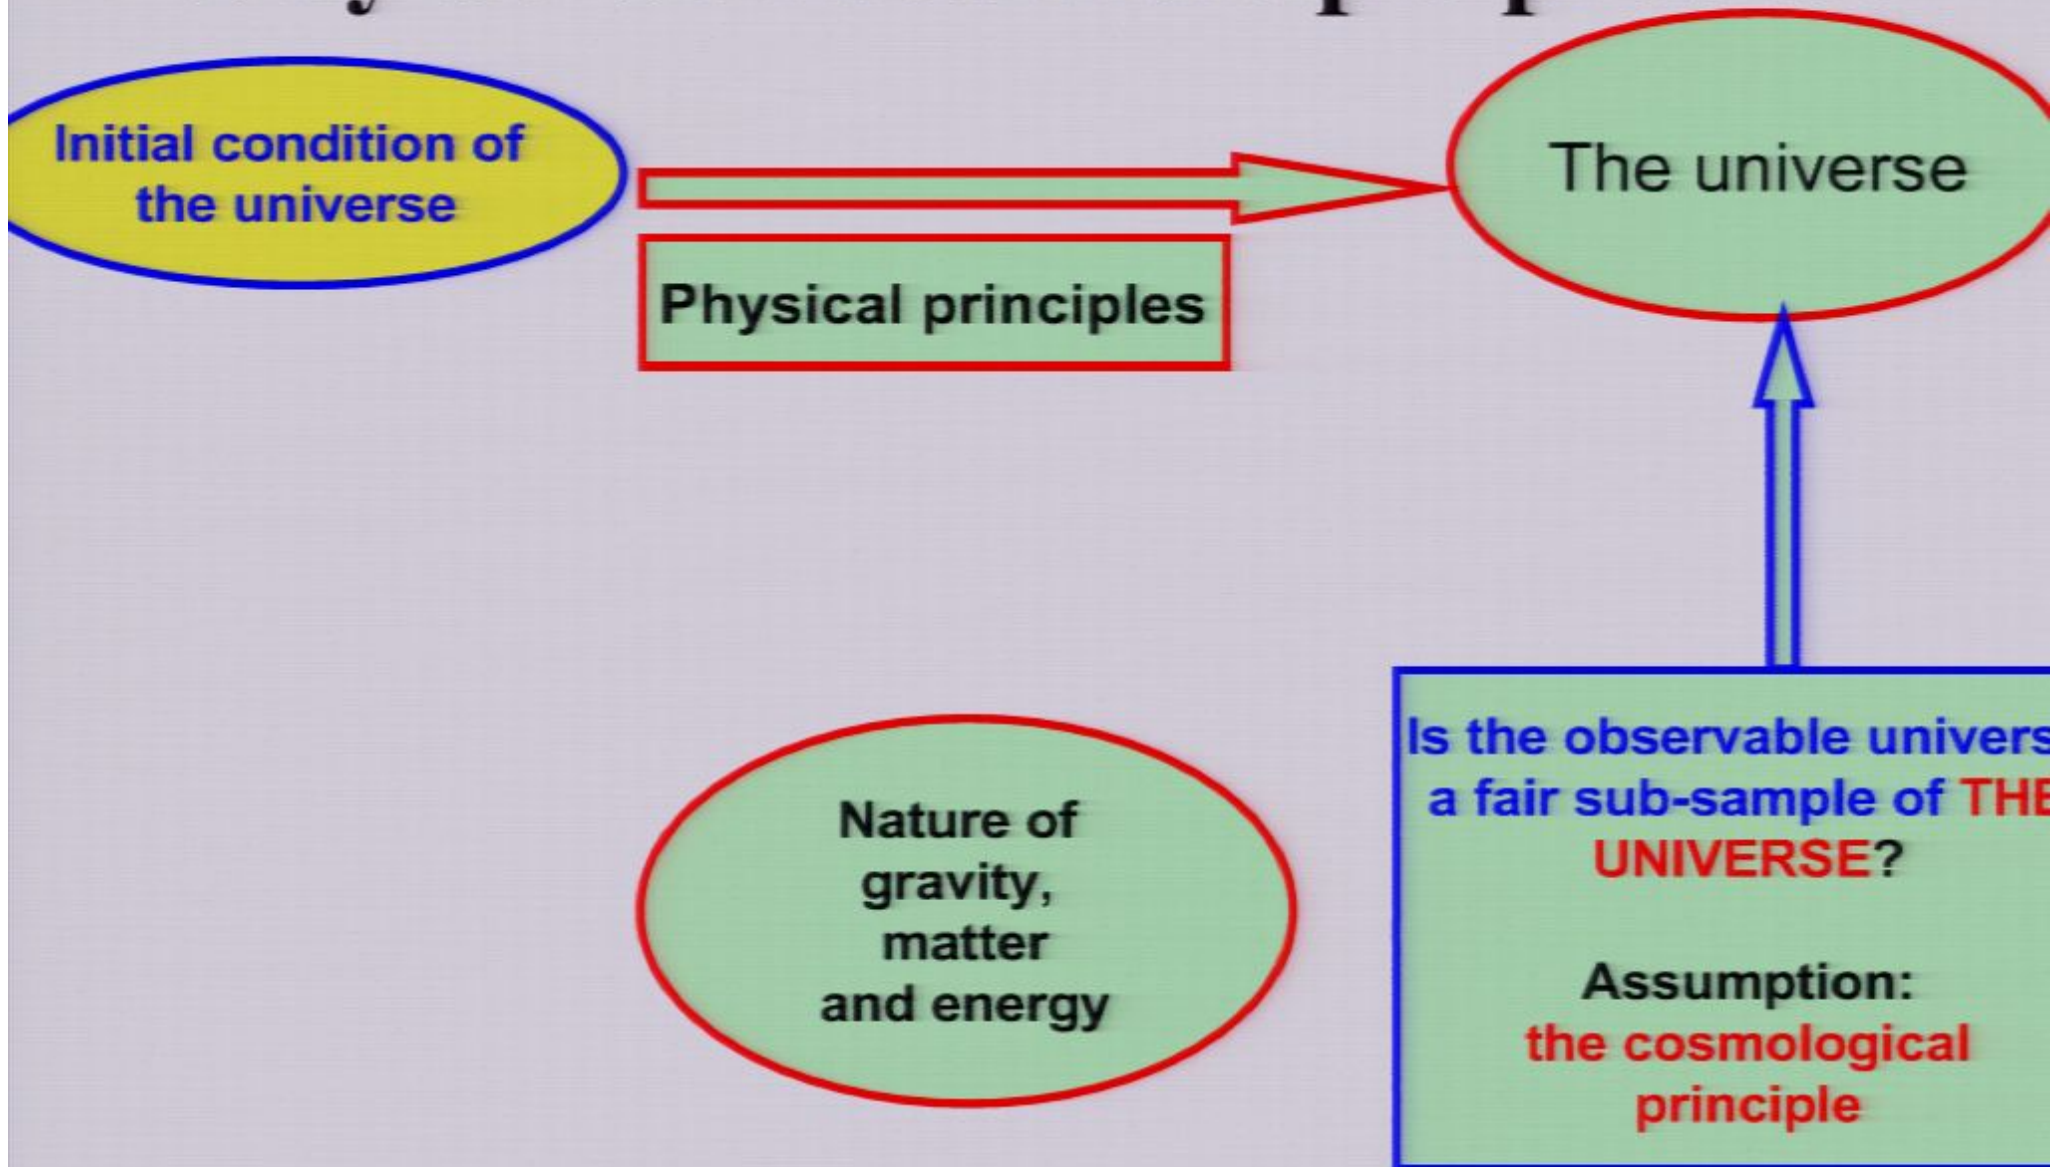 Initial condition of
the universe
The universe
Physical principles
Nature of
gravity,
matter
and energy
Is the observable univers
a fair sub-sample of THE
UNIVERSE?
Assumption:
the cosmological
principle